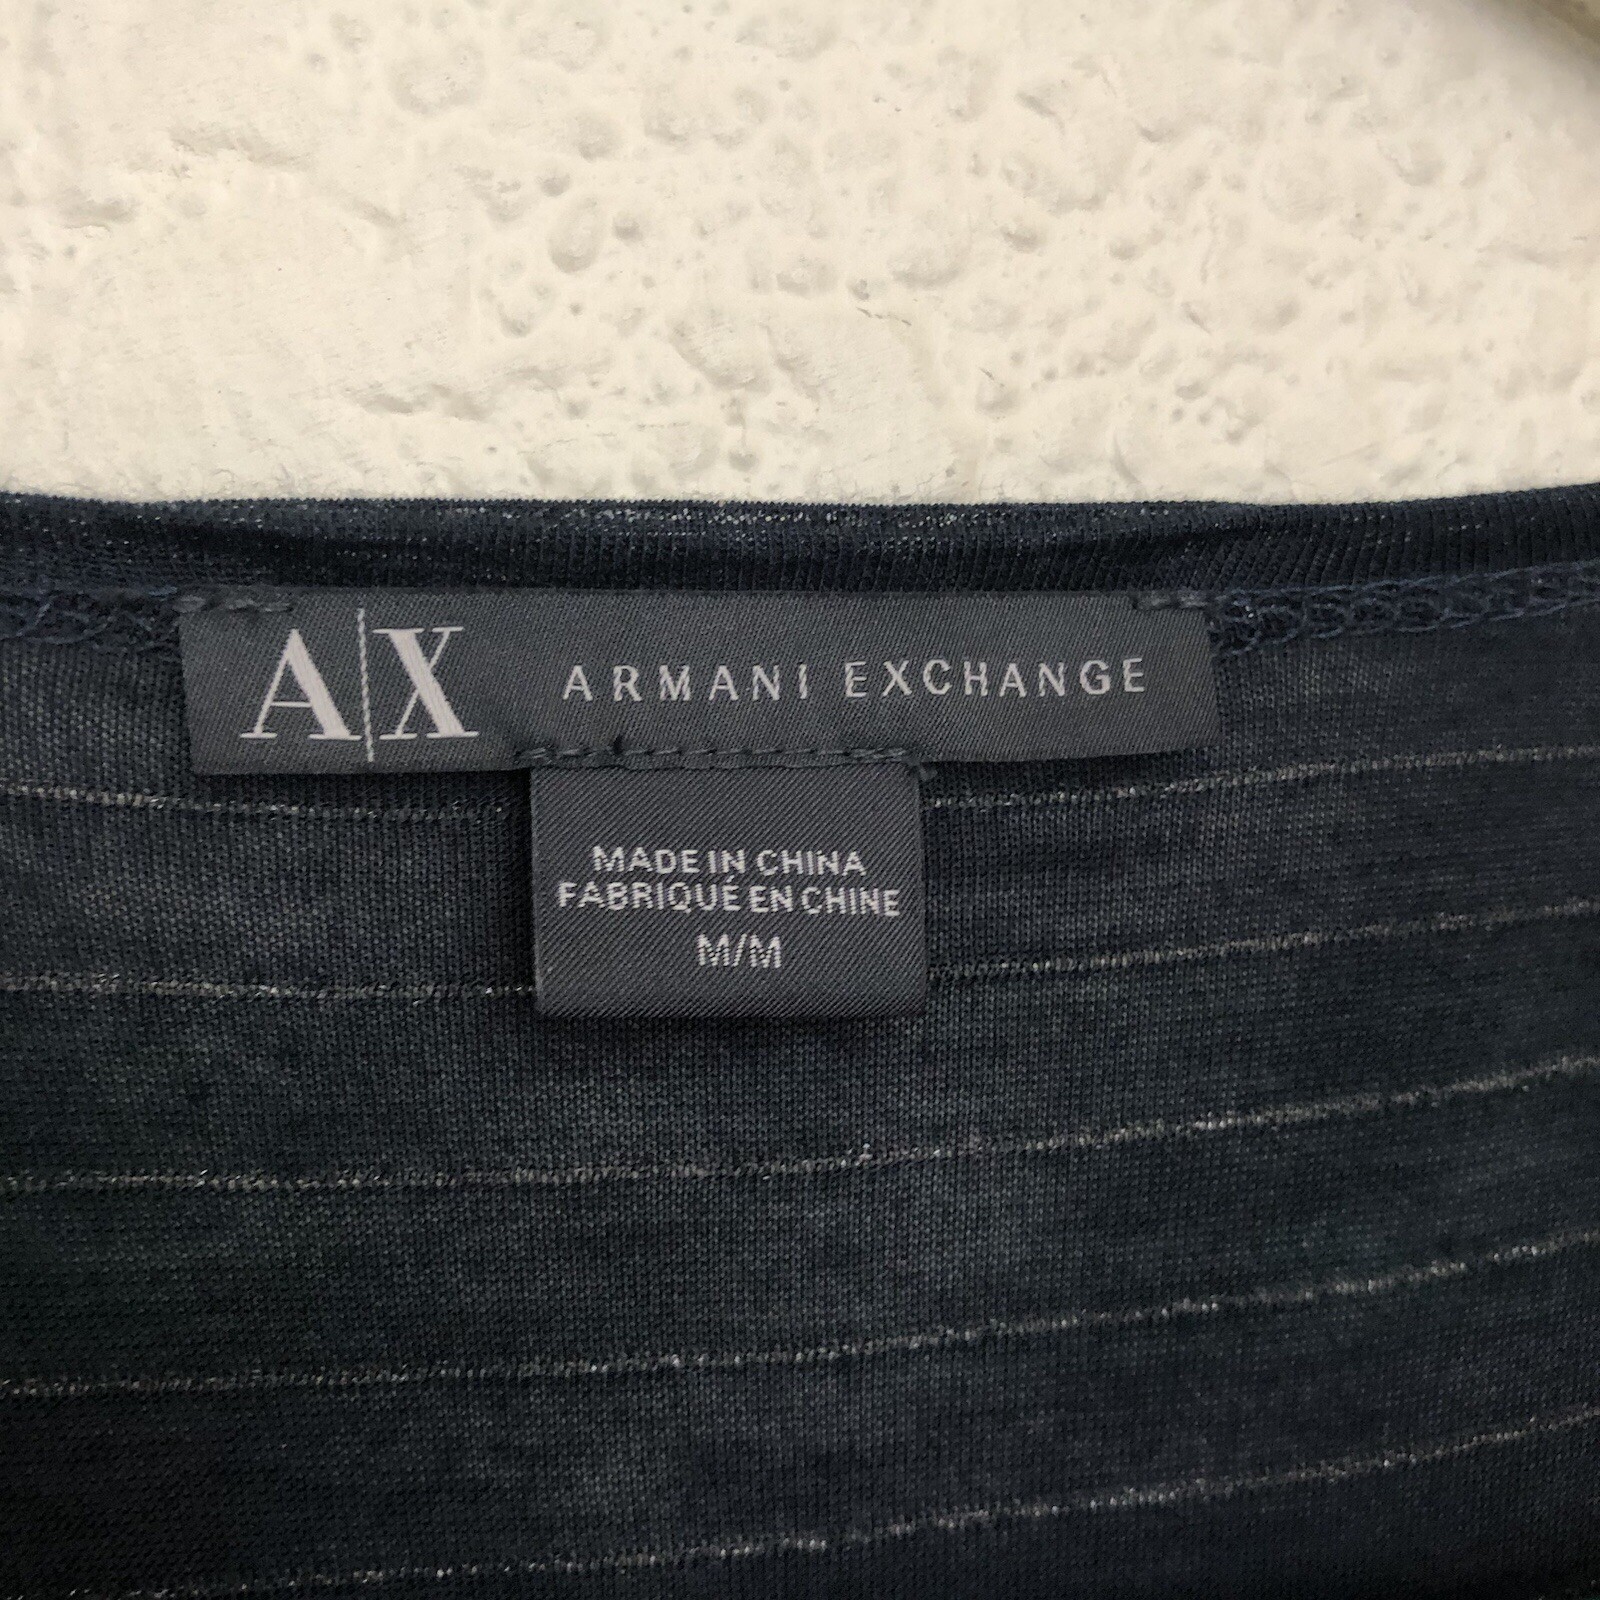 A|X ARMANI EXCHANGE
MADE IN CHINA
FABRIQUÉ EN CHINE
M/M